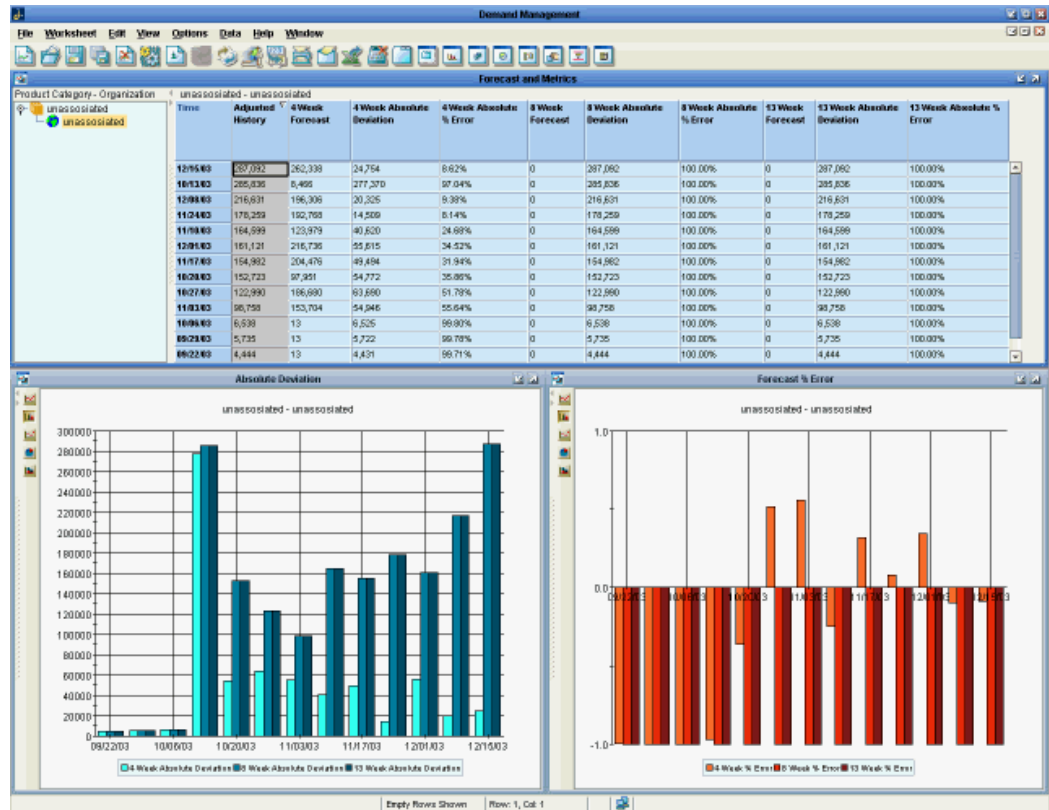 Demand Management
File Worksheet Edit View Options Data Help Window
Forecast and Metrics
Product Category - Organization
unassosiated - unassosiated
unassosiated
unassosiated
Time Adjusted History 4 Week Forecast 4 Week Absolute Deviation 4 Week Absolute % Error 8 Week Forecast 8 Week Absolute Deviation 8 Week Absolute % Error 13 Week Forecast 13 Week Absolute Deviation 13 Week Absolute % Error
12/15/03 287,092 262,338 24,754 8.62% 0 287,092 100.00% 0 287,092 100.00%
10/13/03 285,836 8,466 277,370 97.04% 0 285,836 100.00% 0 285,836 100.00%
12/08/03 216,631 196,306 20,325 9.38% 0 216,631 100.00% 0 216,631 100.00%
11/24/03 178,259 192,768 14,509 8.14% 0 178,259 100.00% 0 178,259 100.00%
11/10/03 164,599 123,979 40,620 24.68% 0 164,599 100.00% 0 164,599 100.00%
12/01/03 161,121 216,736 55,615 34.52% 0 161,121 100.00% 0 161,121 100.00%
11/17/03 154,982 204,476 49,494 31.94% 0 154,982 100.00% 0 154,982 100.00%
10/20/03 152,723 97,951 54,772 35.86% 0 152,723 100.00% 0 152,723 100.00%
10/27/03 122,990 186,680 63,690 51.78% 0 122,990 100.00% 0 122,990 100.00%
11/03/03 98,758 153,704 54,946 55.64% 0 98,758 100.00% 0 98,758 100.00%
10/06/03 6,538 13 6,525 99.80% 0 6,538 100.00% 0 6,538 100.00%
09/29/03 5,735 13 5,722 99.78% 0 5,735 100.00% 0 5,735 100.00%
09/22/03 4,444 13 4,431 99.71% 0 4,444 100.00% 0 4,444 100.00%
Absolute Deviation
unassosiated - unassosiated
300000
280000
260000
240000
220000
200000
180000
160000
140000
120000
100000
80000
60000
40000
20000
0
09/22/03 10/06/03 10/20/03 11/03/03 11/17/03 12/01/03 12/15/03
4 Week Absolute Deviation 8 Week Absolute Deviation 13 Week Absolute Deviation
Forecast % Error
unassosiated - unassosiated
1.0
0.0
09/22/03 10/06/03 10/20/03 11/03/03 11/17/03 12/01/03 12/15/03
-1.0
4 Week % Error 8 Week % Error 13 Week % Error
Empty Rows Shown Row: 1, Col: 1